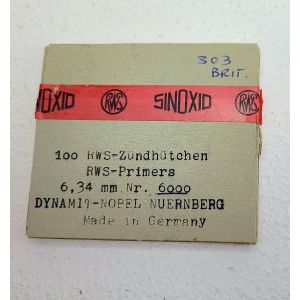 303
BRIT.
SINOXID RWS SINOXID RWS
100 RWS-Zündhütchen
RWS-Primers
6,34 mm Nr. 6000
DYNAMIT-NOBEL NUERNBERG
Made in Germany